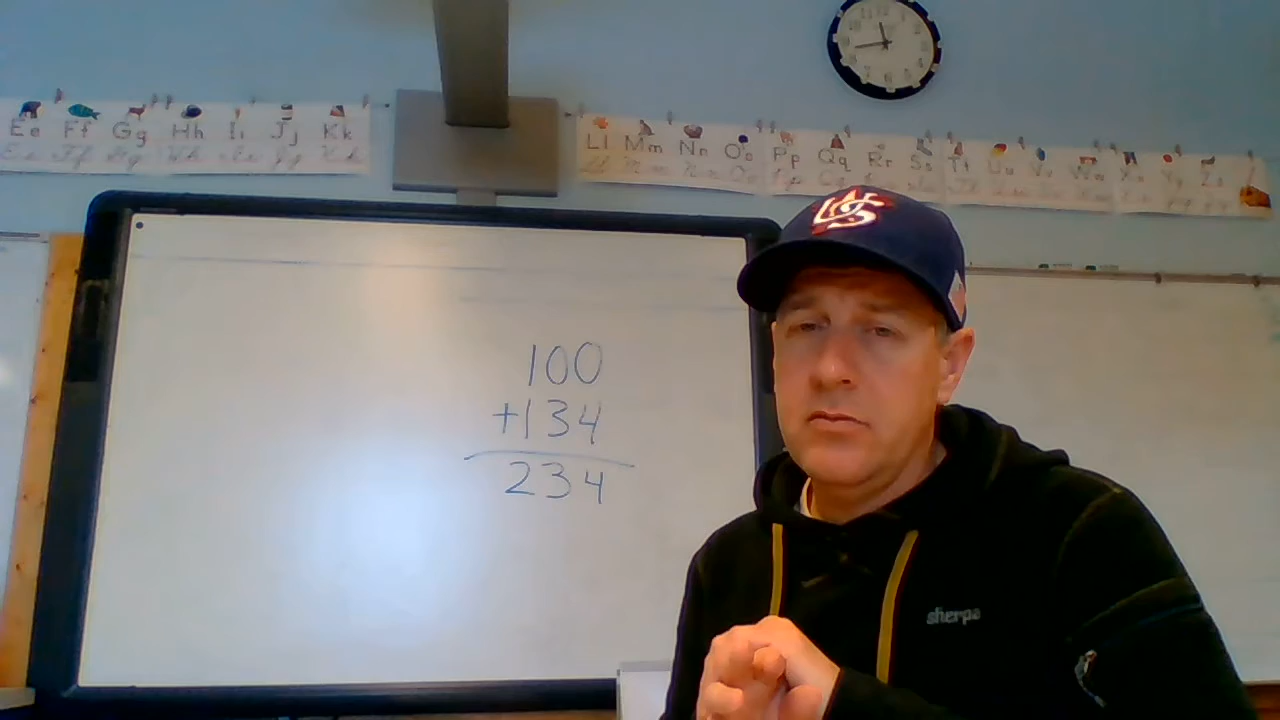 Ee Ff Gg Hh Ii Jj Kk
Ll Mm Nn Oo Pp Qq Rr Ss Tt Uu Vv Ww Xx Yy Zz
US
100
+134
234
sherpa